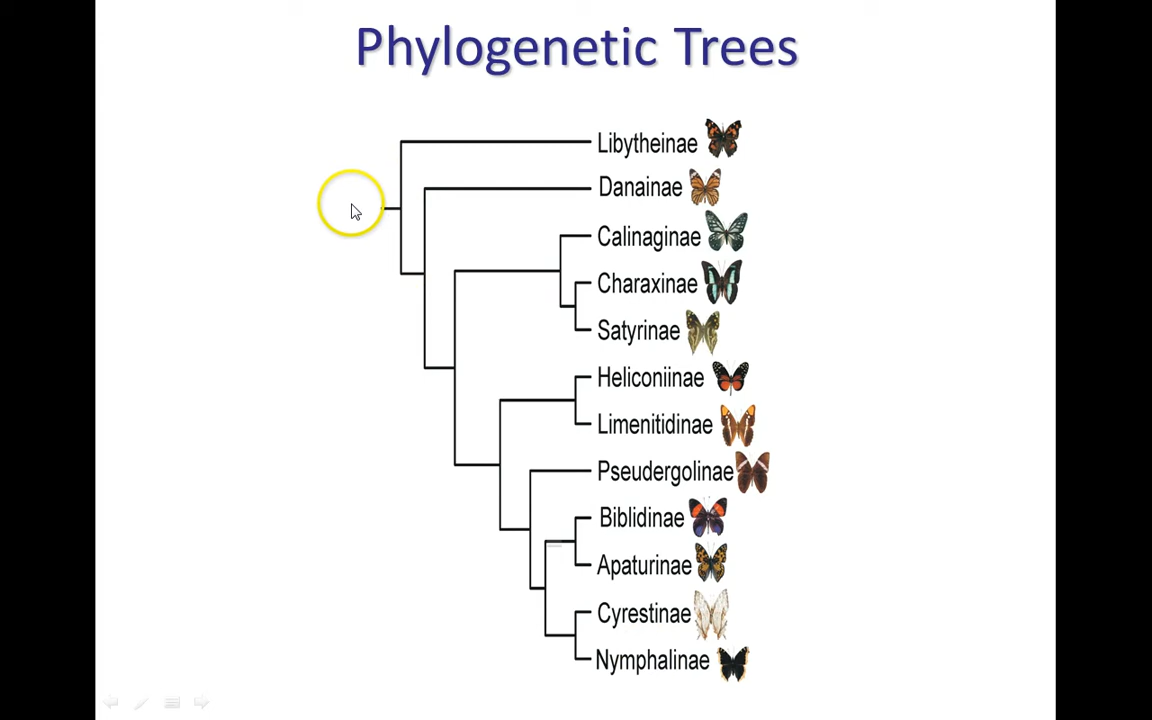 Phylogenetic Trees
Libytheinae
Danainae
Calinaginae
Charaxinae
Satyrinae
Heliconiinae
Limenitidinae
Pseudergolinae
Biblidinae
Apaturinae
Cyrestinae
Nymphalinae